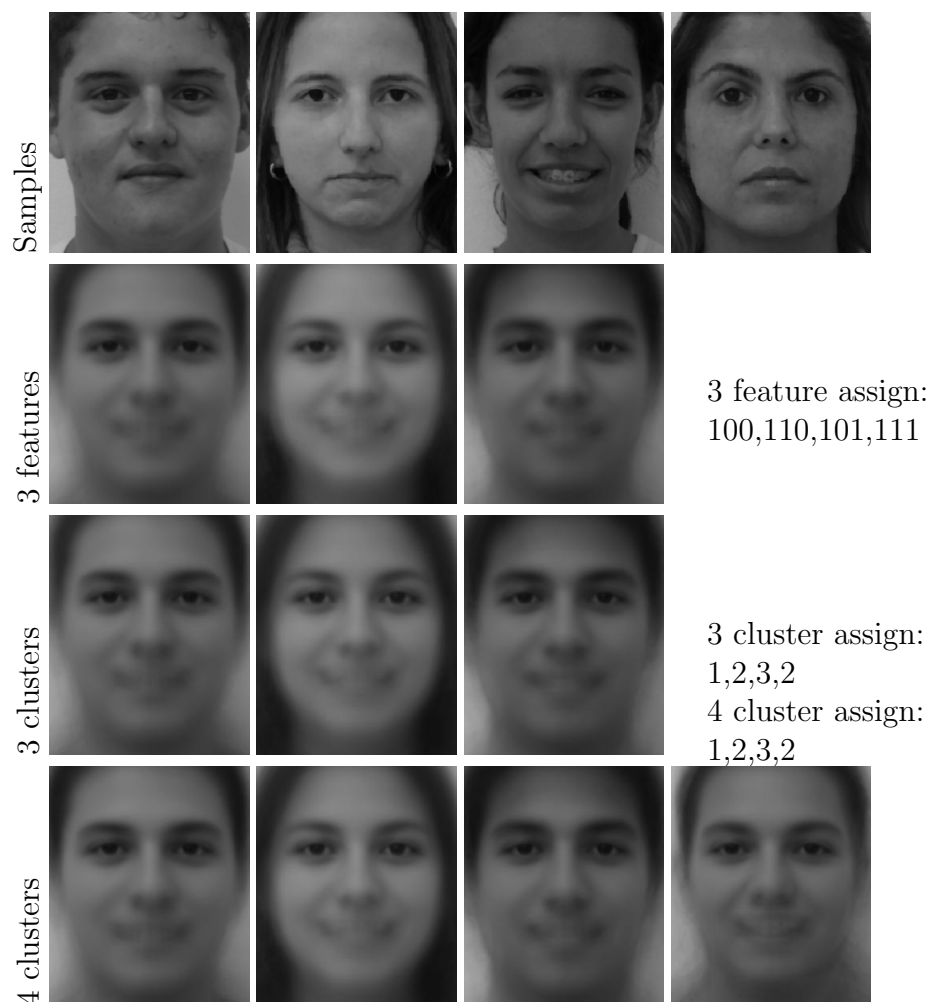 Samples
3 features
3 feature assign:
100,110,101,111
3 clusters
3 cluster assign:
1,2,3,2
4 cluster assign:
1,2,3,2
4 clusters